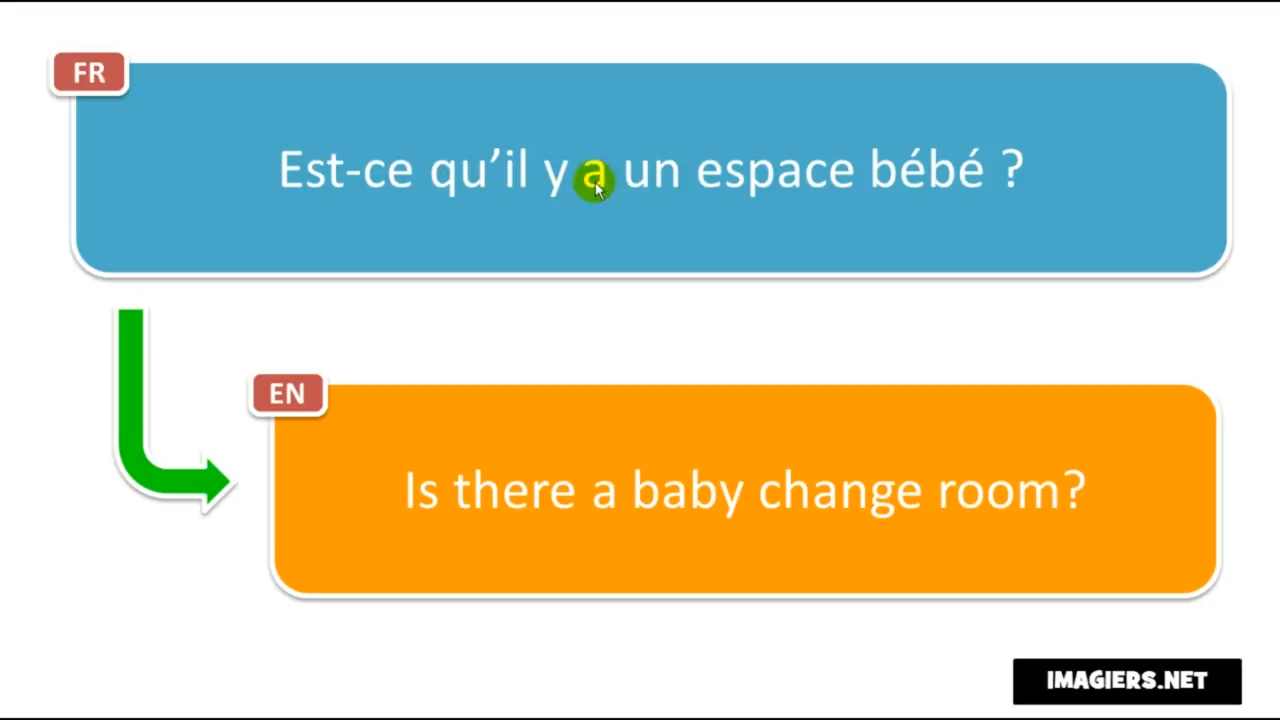 FR
Est-ce qu’il y a un espace bébé ?
EN
Is there a baby change room?
IMAGIERS.NET